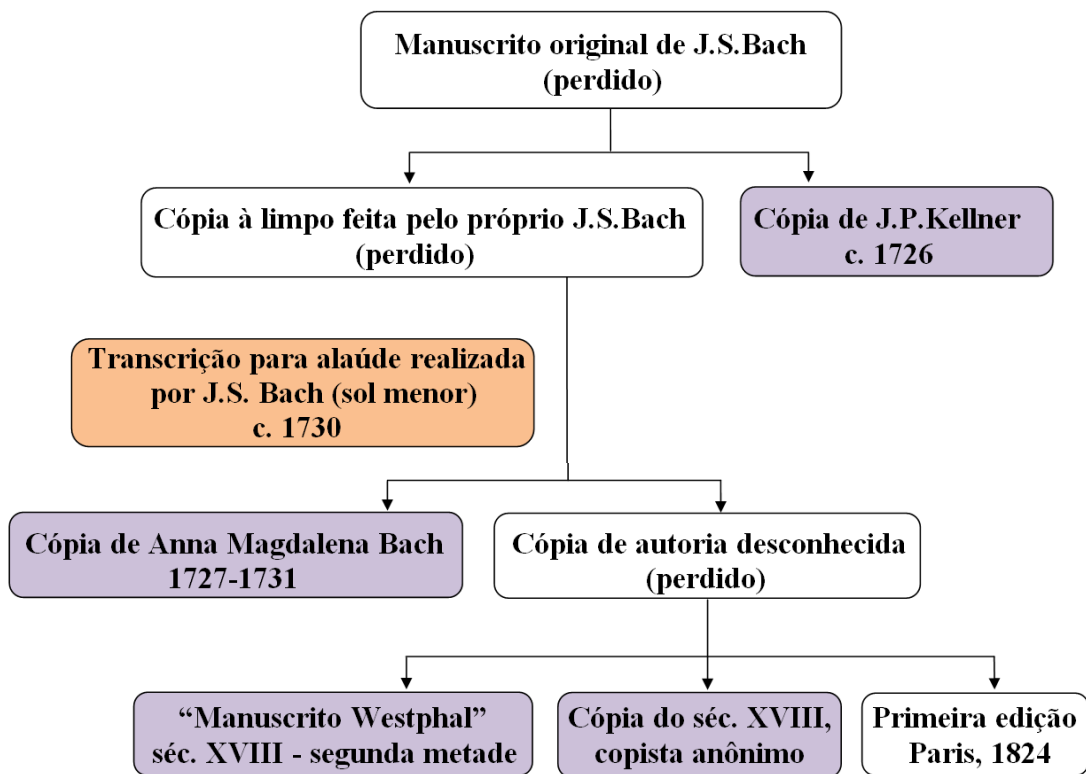 Manuscrito original de J.S.Bach
(perdido)
Cópia à limpo feita pelo próprio J.S.Bach
(perdido)
Cópia de J.P.Kellner
c. 1726
Transcrição para alaúde realizada
por J.S. Bach (sol menor)
c. 1730
Cópia de Anna Magdalena Bach
1727-1731
Cópia de autoria desconhecida
(perdido)
“Manuscrito Westphal”
séc. XVIII - segunda metade
Cópia do séc. XVIII,
copista anônimo
Primeira edição
Paris, 1824